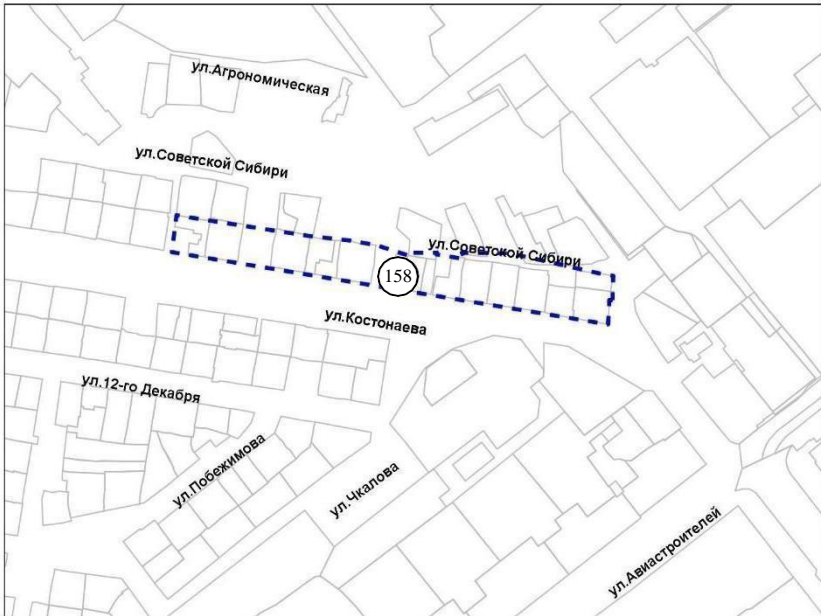 ул.Агрономическая
ул.Советской Сибири
ул.Советской Сибири
158
ул.Костонаева
ул.12-го Декабря
ул.Побежимова
ул.Чкалова
ул.Авиастроителей